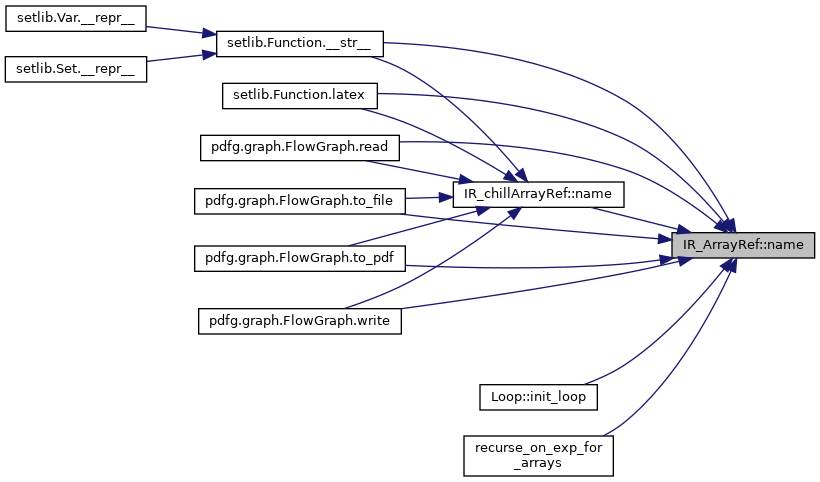 setlib.Var.__repr__
setlib.Function.__str__
setlib.Set.__repr__
setlib.Function.latex
pdfg.graph.FlowGraph.read
IR_chillArrayRef::name
pdfg.graph.FlowGraph.to_file
IR_ArrayRef::name
pdfg.graph.FlowGraph.to_pdf
pdfg.graph.FlowGraph.write
Loop::init_loop
recurse_on_exp_for
_arrays